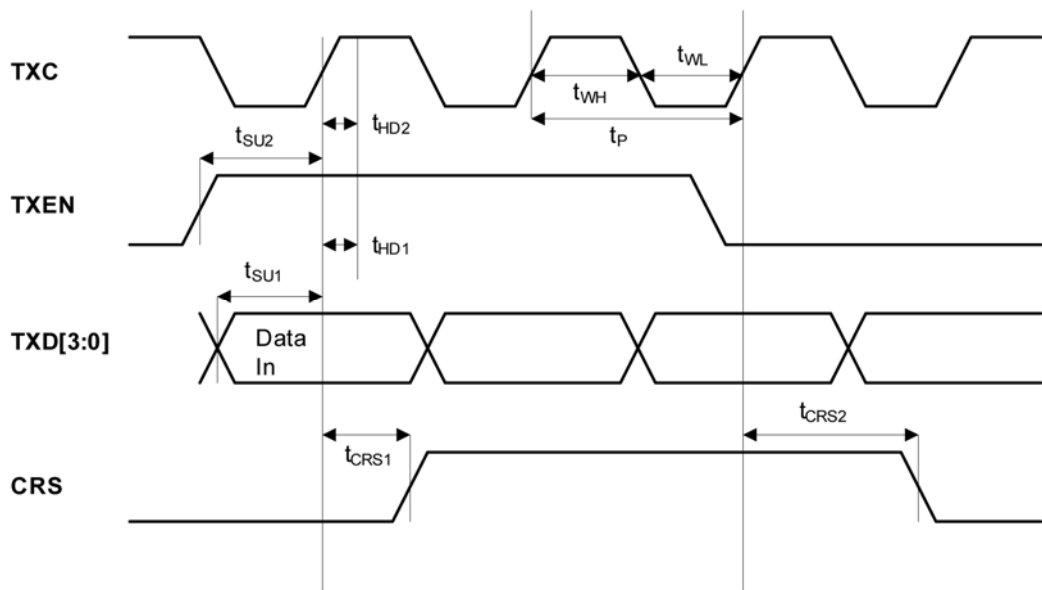 TXC
tWL
tWH
tHD2
tP
tSU2
TXEN
tHD1
tSU1
TXD[3:0]
Data
In
tCRS2
tCRS1
CRS